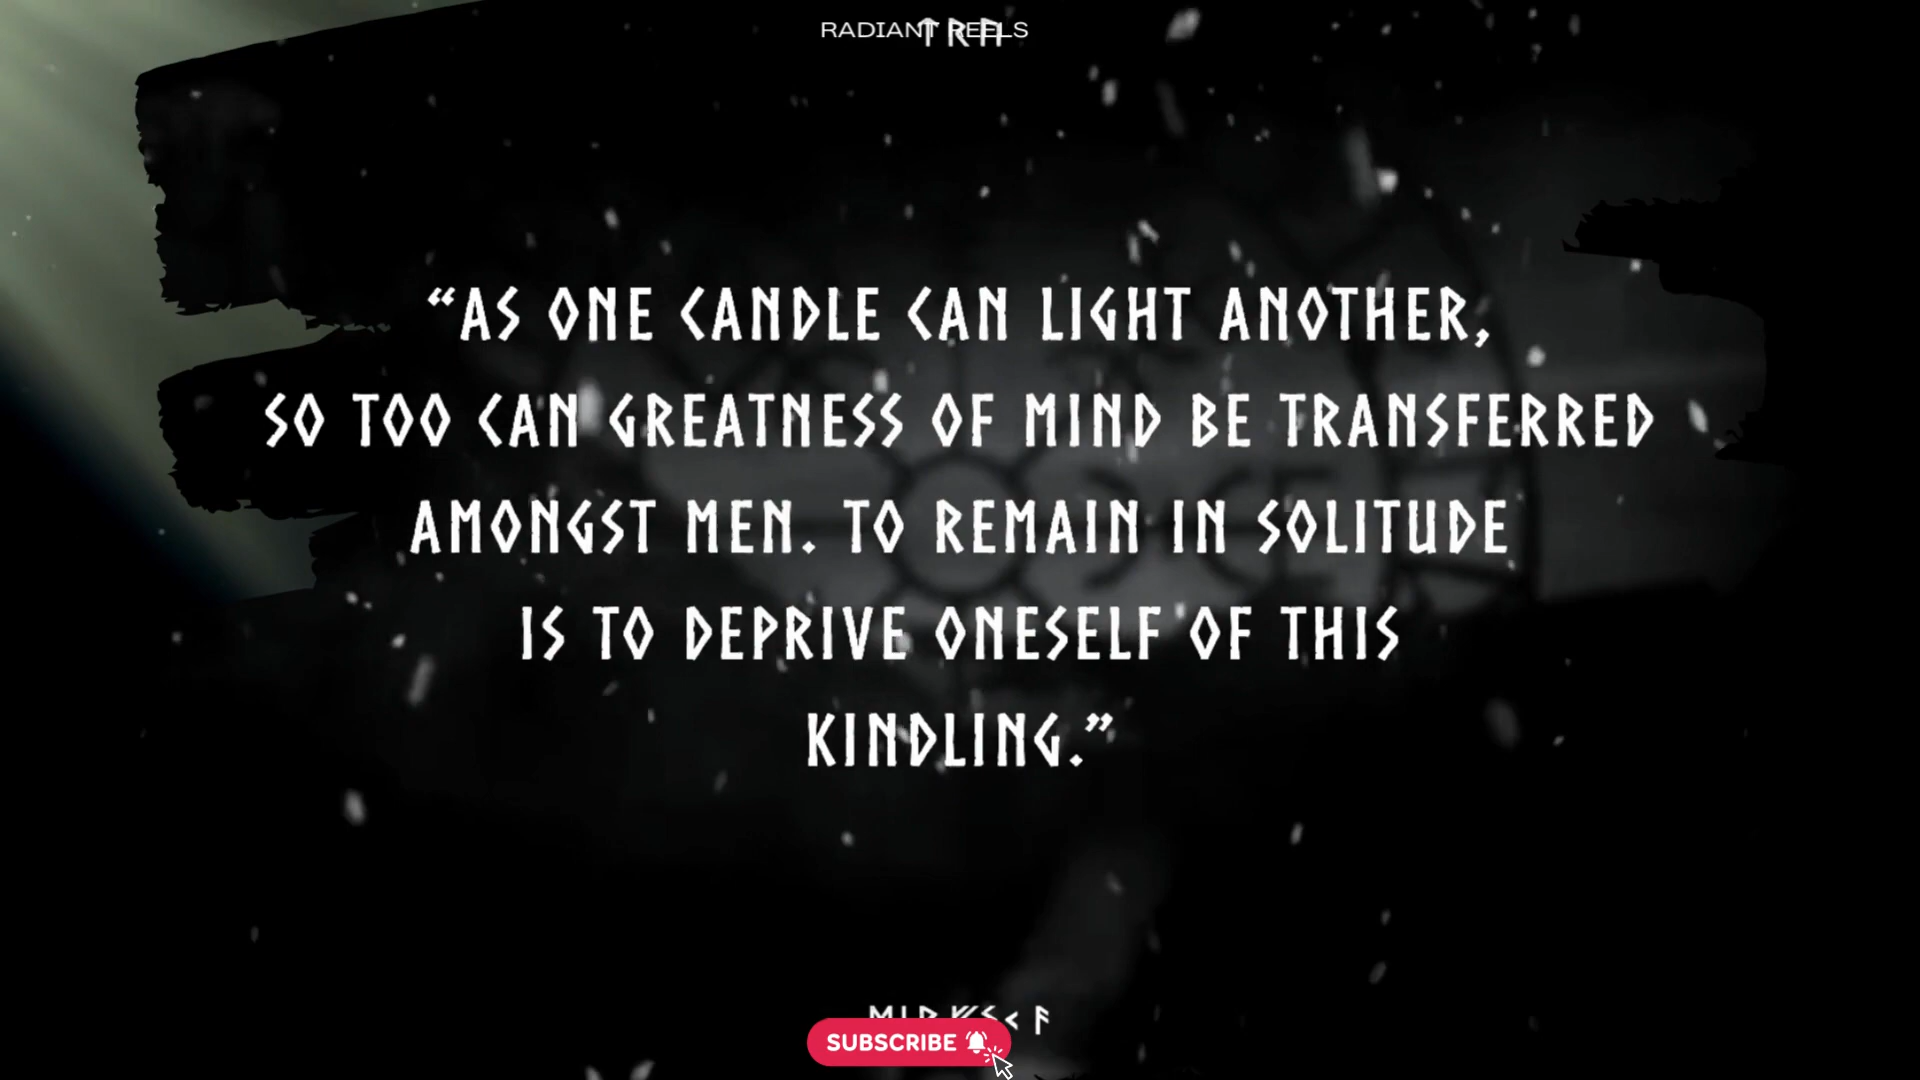 RADIANT REELS
“AS ONE CANDLE CAN LIGHT ANOTHER,
SO TOO CAN GREATNESS OF MIND BE TRANSFERRED
AMONGST MEN. TO REMAIN IN SOLITUDE
IS TO DEPRIVE ONESELF OF THIS
KINDLING.”
SUBSCRIBE